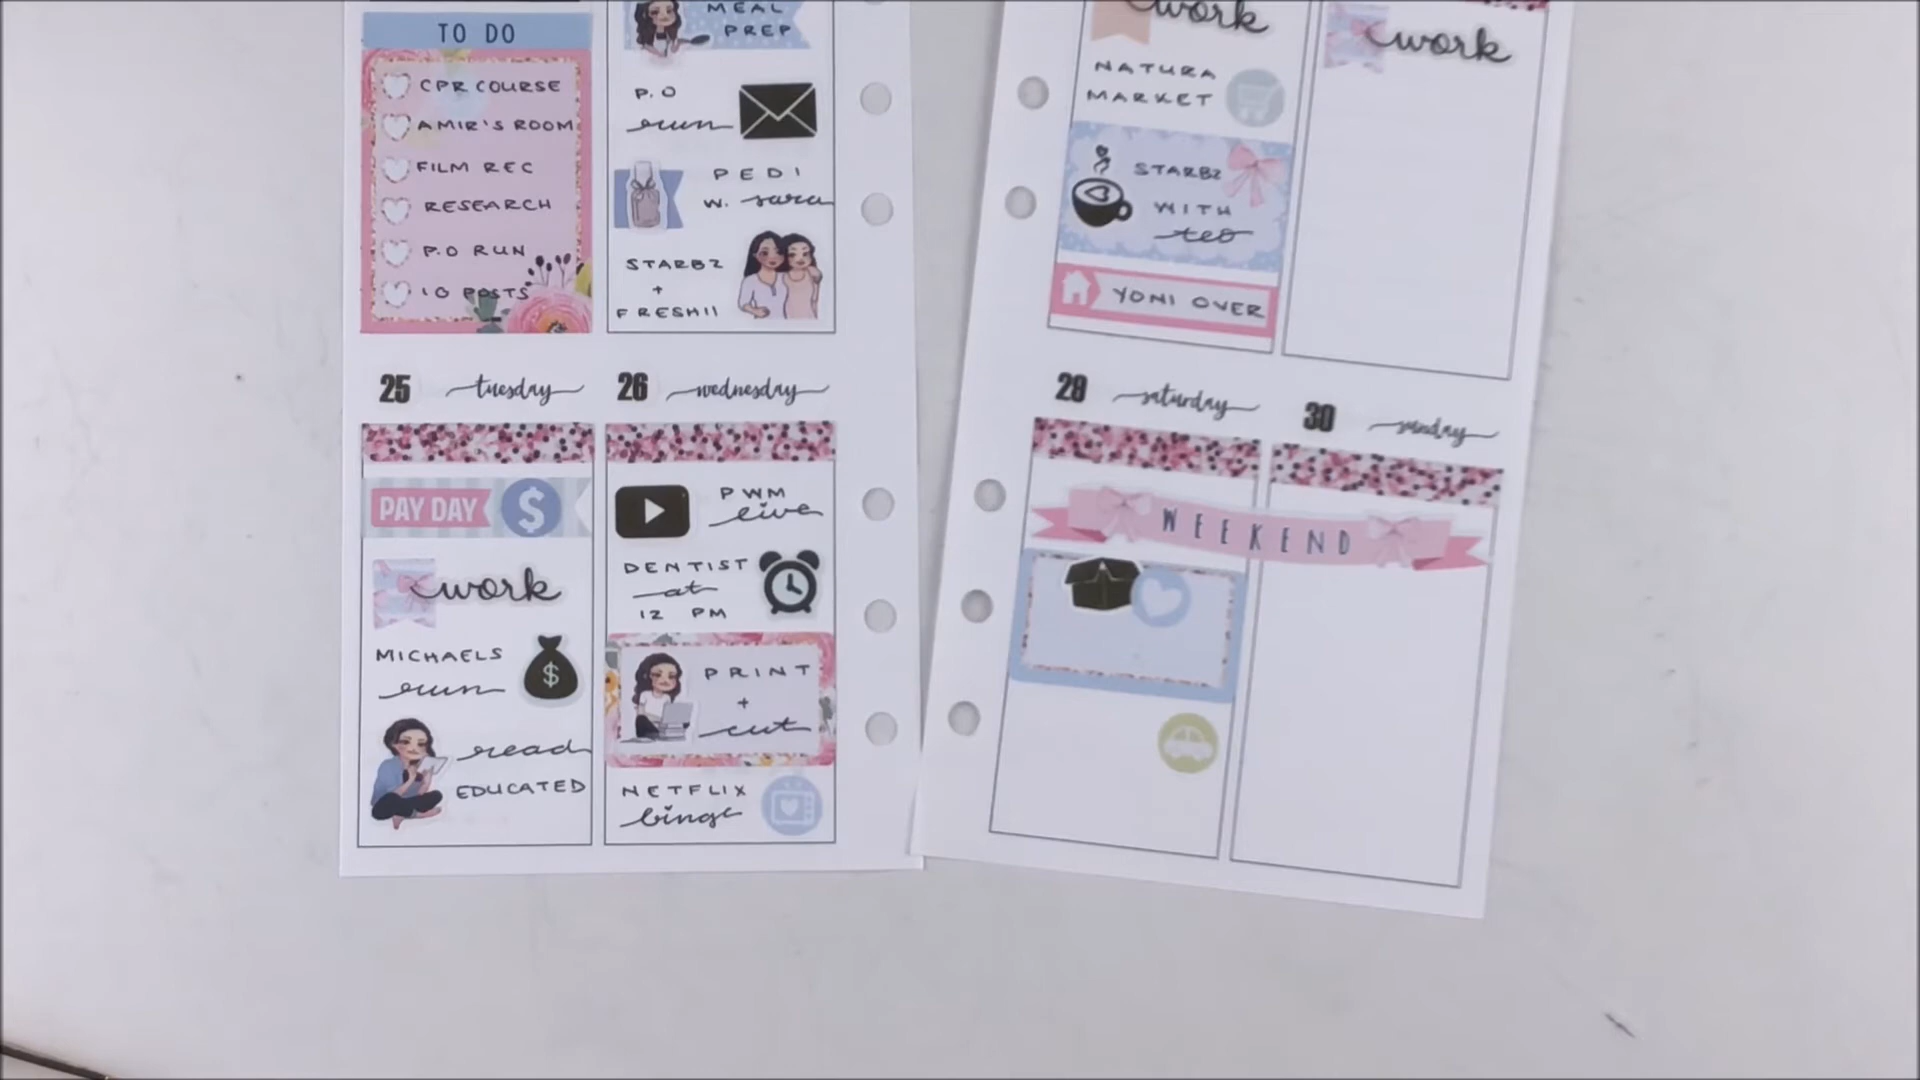 TO DO
CPR COURSE
AMIR'S ROOM
FILM REC
RESEARCH
P.O RUN
10 POSTS
MEAL
PREP
P.O
run
PEDI
W. sara
STARBZ
+
FRESHII
25 tuesday
PAY DAY $
work
MICHAELS
run
$
read
EDUCATED
26 wednesday
PWM
live
DENTIST
at
12 PM
PRINT
+
cut
NETFLIX
binge
work
NATURA
MARKET
STARBZ
WITH
teo
YONI OVER
work
29 saturday
30 sunday
WEEKEND